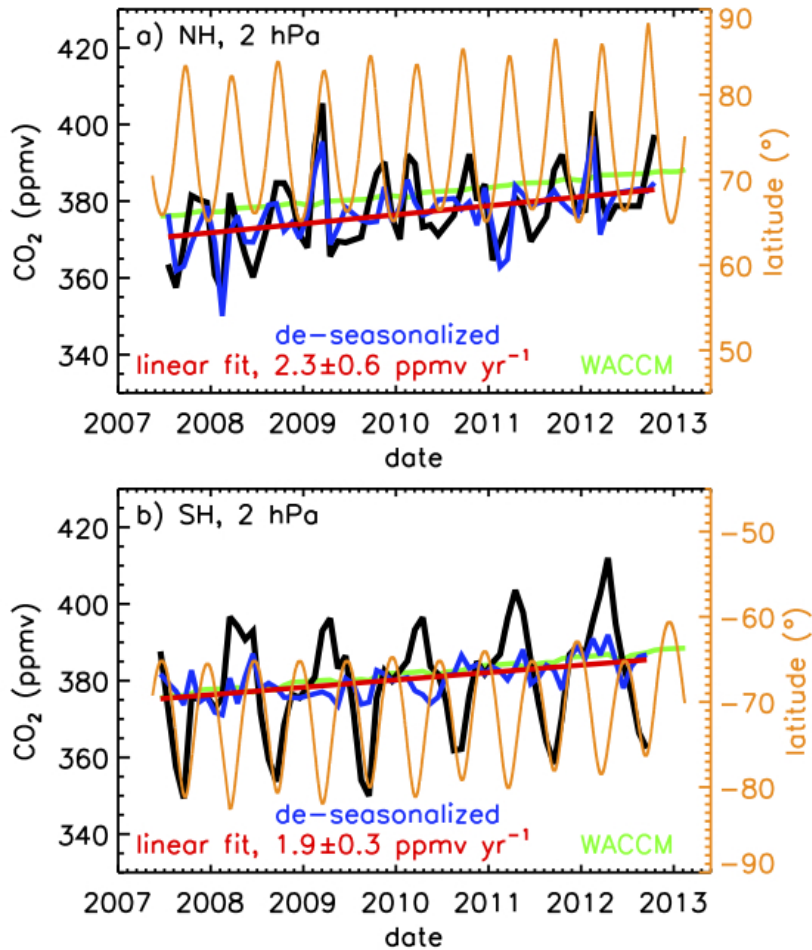 a) NH, 2 hPa
420
400
380
360
340
CO₂ (ppmv)
90
80
70
60
50
latitude (°)
de−seasonalized
linear fit, 2.3±0.6 ppmv yr⁻¹
WACCM
2007 2008 2009 2010 2011 2012 2013
date
b) SH, 2 hPa
420
400
380
360
340
CO₂ (ppmv)
−50
−60
−70
−80
−90
latitude (°)
de−seasonalized
linear fit, 1.9±0.3 ppmv yr⁻¹
WACCM
2007 2008 2009 2010 2011 2012 2013
date